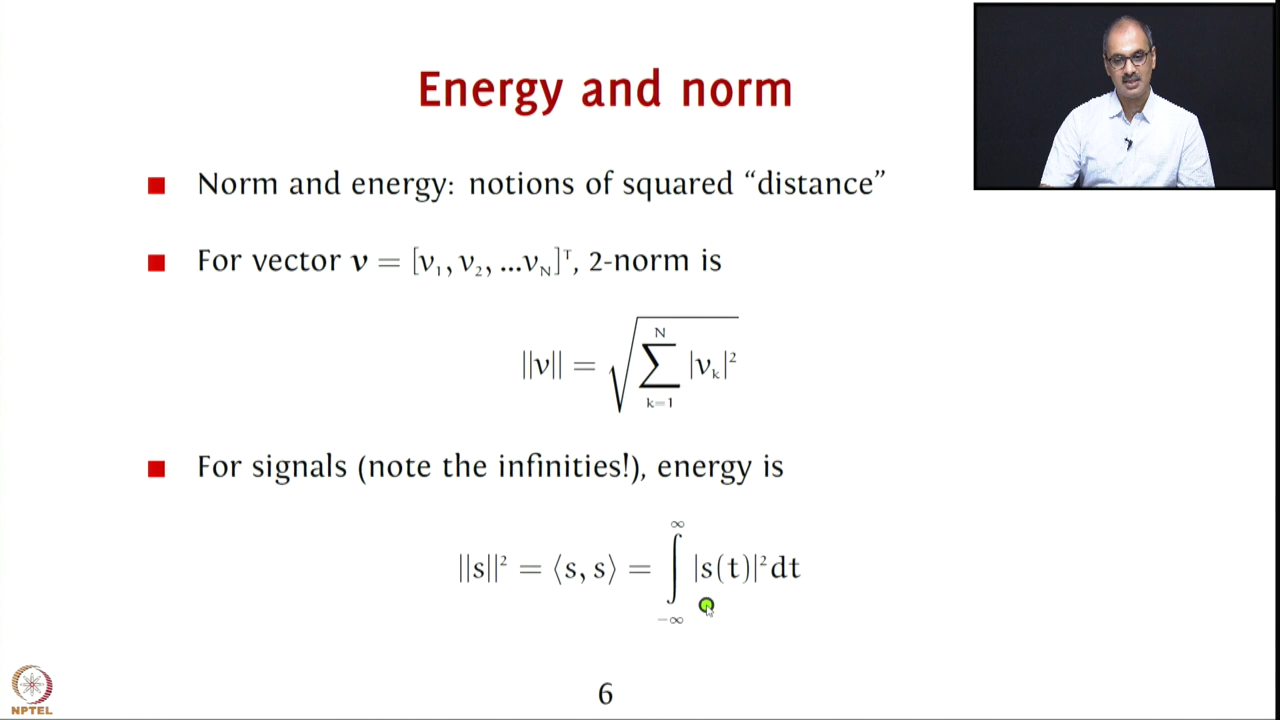 Energy and norm
Norm and energy: notions of squared “distance”
For vector v = [v₁, v₂, ...v_N]ᵀ, 2-norm is
||v|| = √(∑_{k=1}^{N} |v_k|²)
For signals (note the infinities!), energy is
||s||² = ⟨s, s⟩ = ∫_{−∞}^{∞} |s(t)|²dt
NPTEL
6